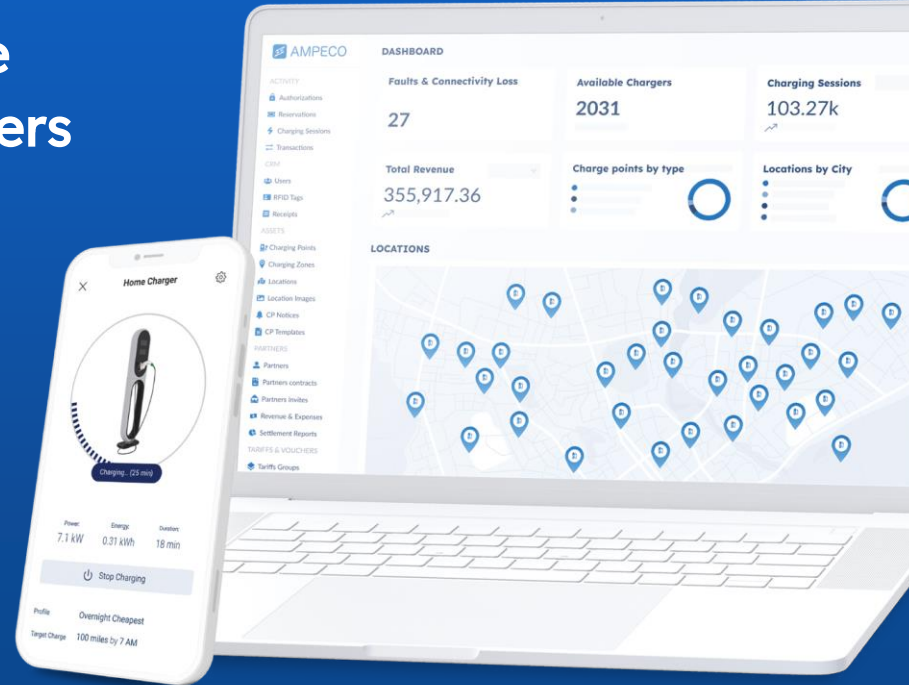 e
ers
AMPECO
DASHBOARD
ACTIVITY
Authorizations
Reservations
Charging Sessions
Transactions
CRM
Users
RFID Tags
Receipts
ASSETS
Charging Points
Charging Zones
Locations
Location Images
CP Notices
CP Templates
PARTNERS
Partners
Partners contracts
Partners invites
Revenue & Expenses
Settlement Reports
TARIFFS & VOUCHERS
Tariffs Groups
Faults & Connectivity Loss
27
Available Chargers
2031
Charging Sessions
103.27k
Total Revenue
355,917.36
Charge points by type
Locations by City
LOCATIONS
Home Charger
Charging... (25 min)
Power: Energy: Duration:
7.1 kW 0.31 kWh 18 min
Stop Charging
Profile Overnight Cheapest
Target Charge 100 miles by 7 AM